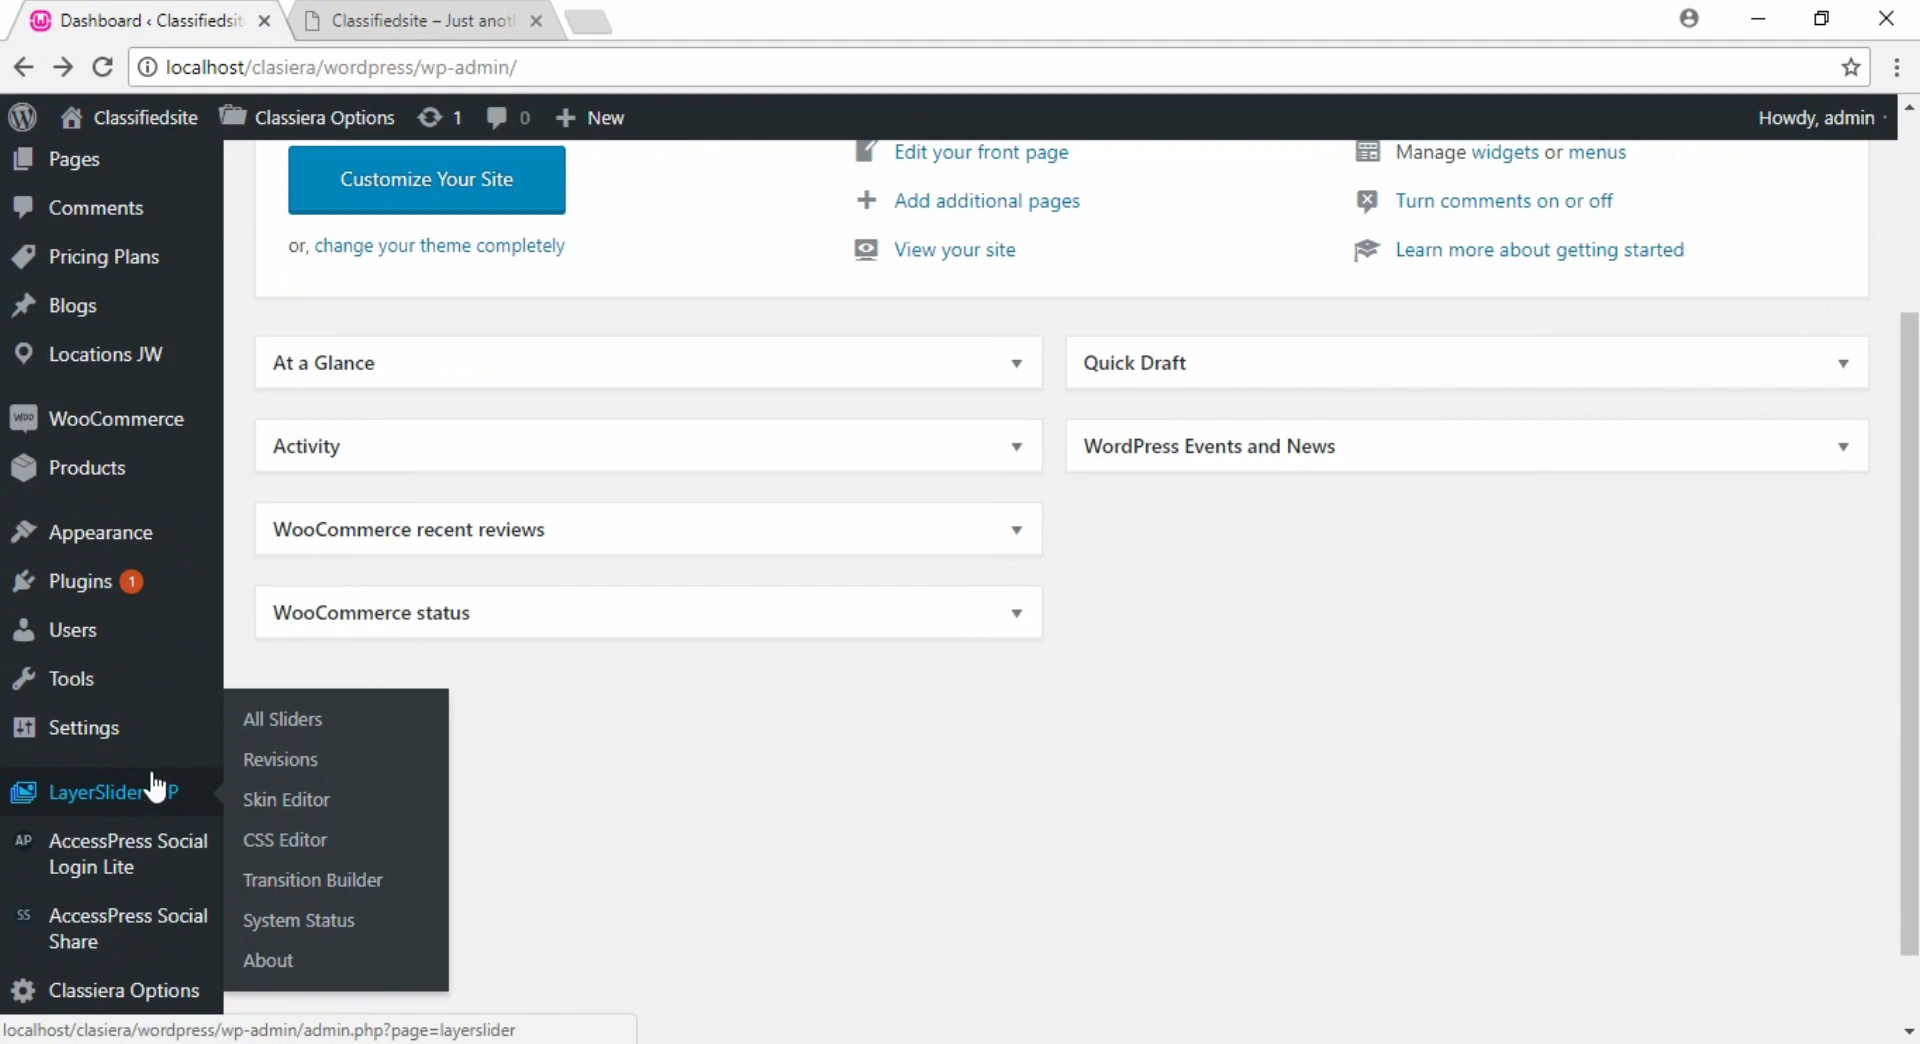 Dashboard ‹ Classifiedsit
Classifiedsite – Just anot
localhost/clasiera/wordpress/wp-admin/
Classifiedsite
Classiera Options
1
0
New
Howdy, admin
Pages
Comments
Pricing Plans
Blogs
Locations JW
WooCommerce
Products
Appearance
Plugins 1
Users
Tools
Settings
LayerSlider P
AP AccessPress Social
Login Lite
SS AccessPress Social
Share
Classiera Options
Customize Your Site
or, change your theme completely
Edit your front page
Add additional pages
View your site
Manage widgets or menus
Turn comments on or off
Learn more about getting started
At a Glance
Quick Draft
Activity
WordPress Events and News
WooCommerce recent reviews
WooCommerce status
All Sliders
Revisions
Skin Editor
CSS Editor
Transition Builder
System Status
About
localhost/clasiera/wordpress/wp-admin/admin.php?page=layerslider